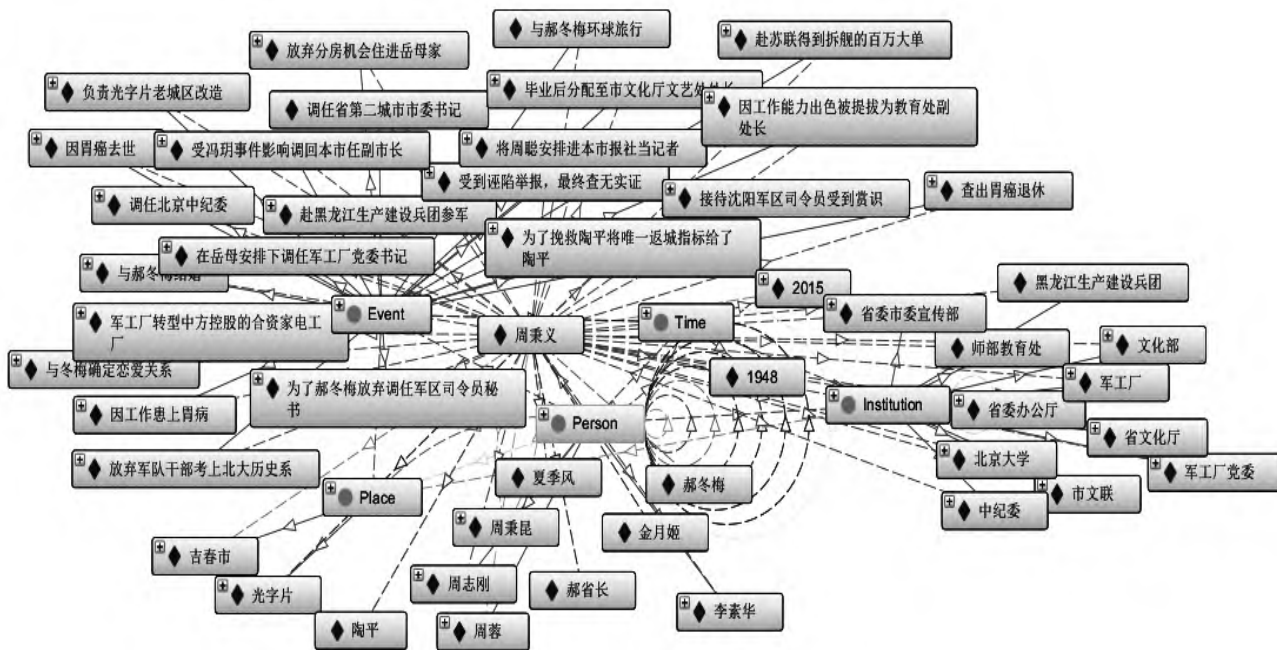 与郝冬梅环球旅行
放弃分房机会住进岳母家
赴苏联得到拆舰的百万大单
负责光字片老城区改造
毕业后分配至市文化厅文艺处
调任省第二城市市委书记
因工作能力出色被提拔为教育处副
处长
因胃癌去世
受冯玥事件影响调回本市任副市长
将周聪安排进本市报社当记者
受到诬陷举报，最终查无实证
接待沈阳军区司令员受到赏识
查出胃癌退休
调任北京中纪委
赴黑龙江生产建设兵团参军
为了挽救陶平将唯一返城指标给了
陶平
在岳母安排下调任军工厂党委书记
与郝冬梅
2015
黑龙江生产建设兵团
Event
Time
省委市委宣传部
军工厂转型中方控股的合资家电工
厂
周秉义
师部教育处
文化部
与冬梅确定恋爱关系
1948
军工厂
为了郝冬梅放弃调任军区司令员秘
书
因工作患上胃病
Person
Institution
省委办公厅
省文化厅
放弃军队干部考上北大历史系
夏季风
郝冬梅
北京大学
军工厂党委
Place
市文联
中纪委
周秉昆
金月姬
吉春市
光字片
周志刚
郝省长
李素华
陶平
周蓉